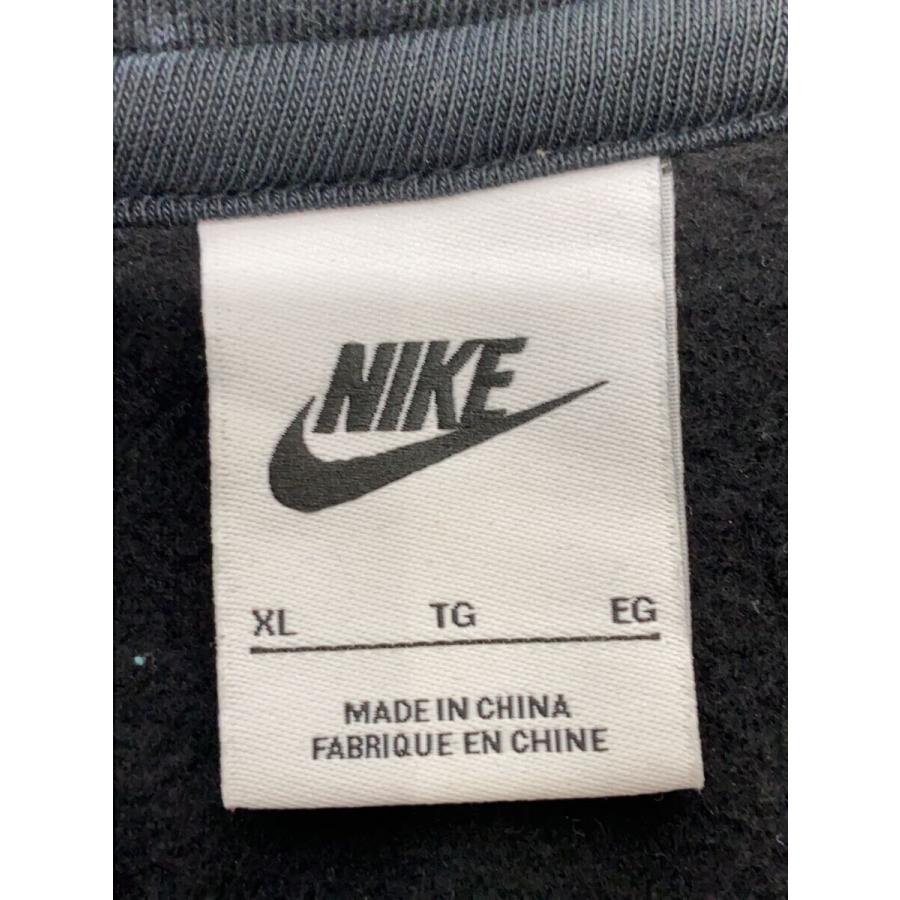 NIKE
XL TG EG
MADE IN CHINA
FABRIQUE EN CHINE